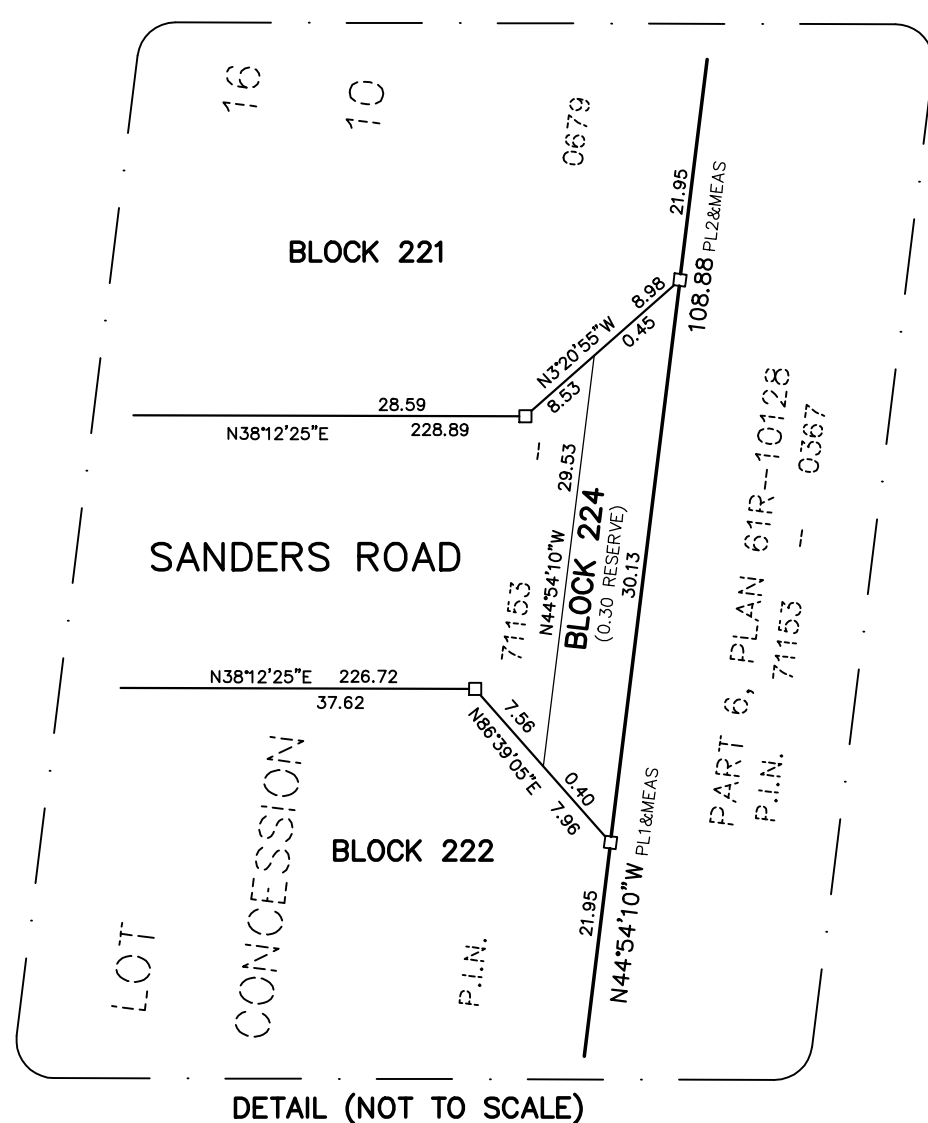 16
10
0679
21.95
BLOCK 221
108.88 PL2&MEAS
8.98
N3°20'55"W
0.45
8.53
28.59
N38°12'25"E 228.89
--
29.53
N44°54'10"W
BLOCK 224
(0.30 RESERVE)
30.13
SANDERS ROAD
71153
PART 6, PLAN 61R--10128
P.I.N. 71153 -- 0367
N38°12'25"E 226.72
37.62
7.56
N86°39'05"E
0.40
7.96
BLOCK 222
N44°54'10"W PL1&MEAS
21.95
LOT
CONCESSION
P.I.N.
DETAIL (NOT TO SCALE)